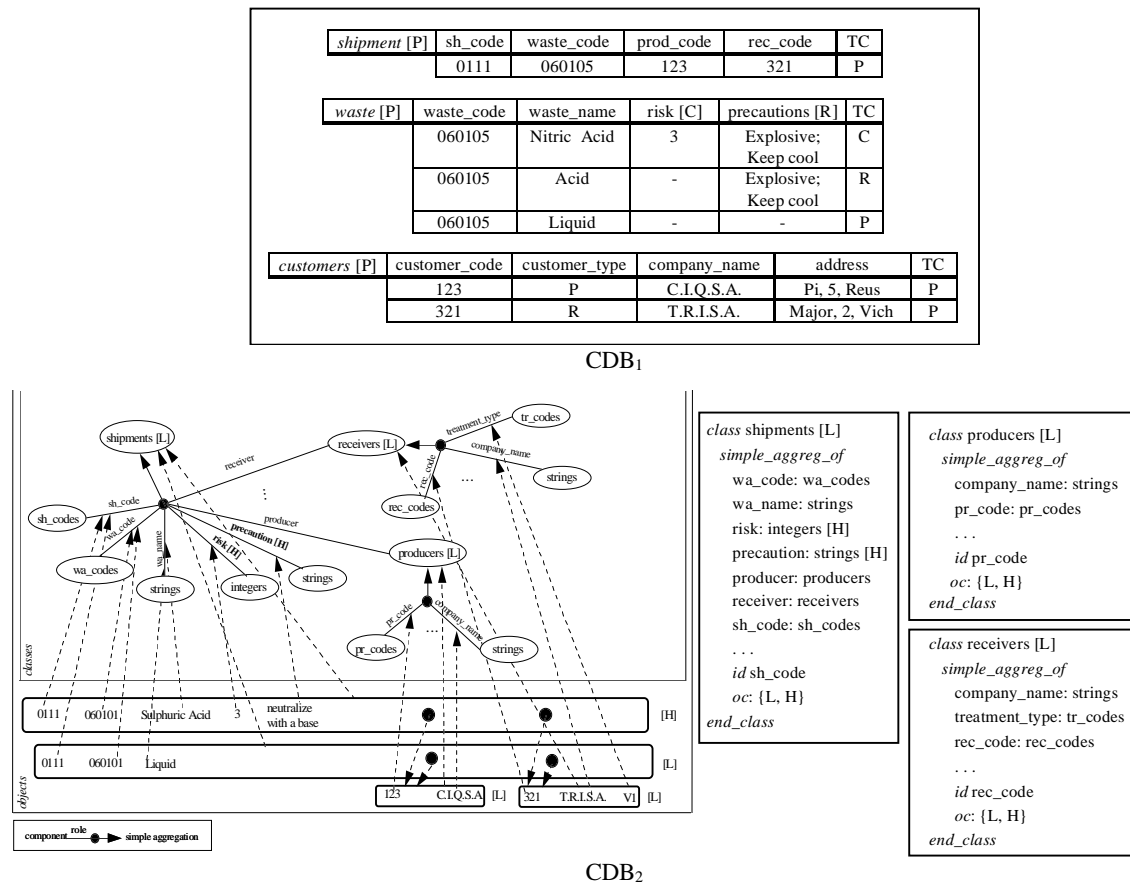 shipment [P] sh_code waste_code prod_code rec_code TC
0111 060105 123 321 P
waste [P] waste_code waste_name risk [C] precautions [R] TC
060105 Nitric Acid 3 Explosive; C
Keep cool
060105 Acid - Explosive; R
Keep cool
060105 Liquid - - P
customers [P] customer_code customer_type company_name address TC
123 P C.I.Q.S.A. Pi, 5, Reus P
321 R T.R.I.S.A. Major, 2, Vich P
CDB1
shipments [L]
receivers [L]
treatment_type
tr_codes
company_name
strings
rec_code
...
rec_codes
receiver
...
sh_code
sh_codes
wa_code
wa_codes
wa_name
strings
risk [H]
integers
precaution [H]
strings
producer
producers [L]
pr_code
company_name
...
pr_codes
strings
classes
0111 060101 Sulphuric Acid 3 neutralize
with a base
[H]
0111 060101 Liquid [L]
123 C.I.Q.S.A [L] 321 T.R.I.S.A. V1 [L]
objects
component role simple aggregation
class shipments [L]
simple_aggreg_of
wa_code: wa_codes
wa_name: strings
risk: integers [H]
precaution: strings [H]
producer: producers
receiver: receivers
sh_code: sh_codes
. . .
id sh_code
oc: {L, H}
end_class
class producers [L]
simple_aggreg_of
company_name: strings
pr_code: pr_codes
. . .
id pr_code
oc: {L, H}
end_class
class receivers [L]
simple_aggreg_of
company_name: strings
treatment_type: tr_codes
rec_code: rec_codes
...
id rec_code
oc: {L, H}
end_class
CDB2